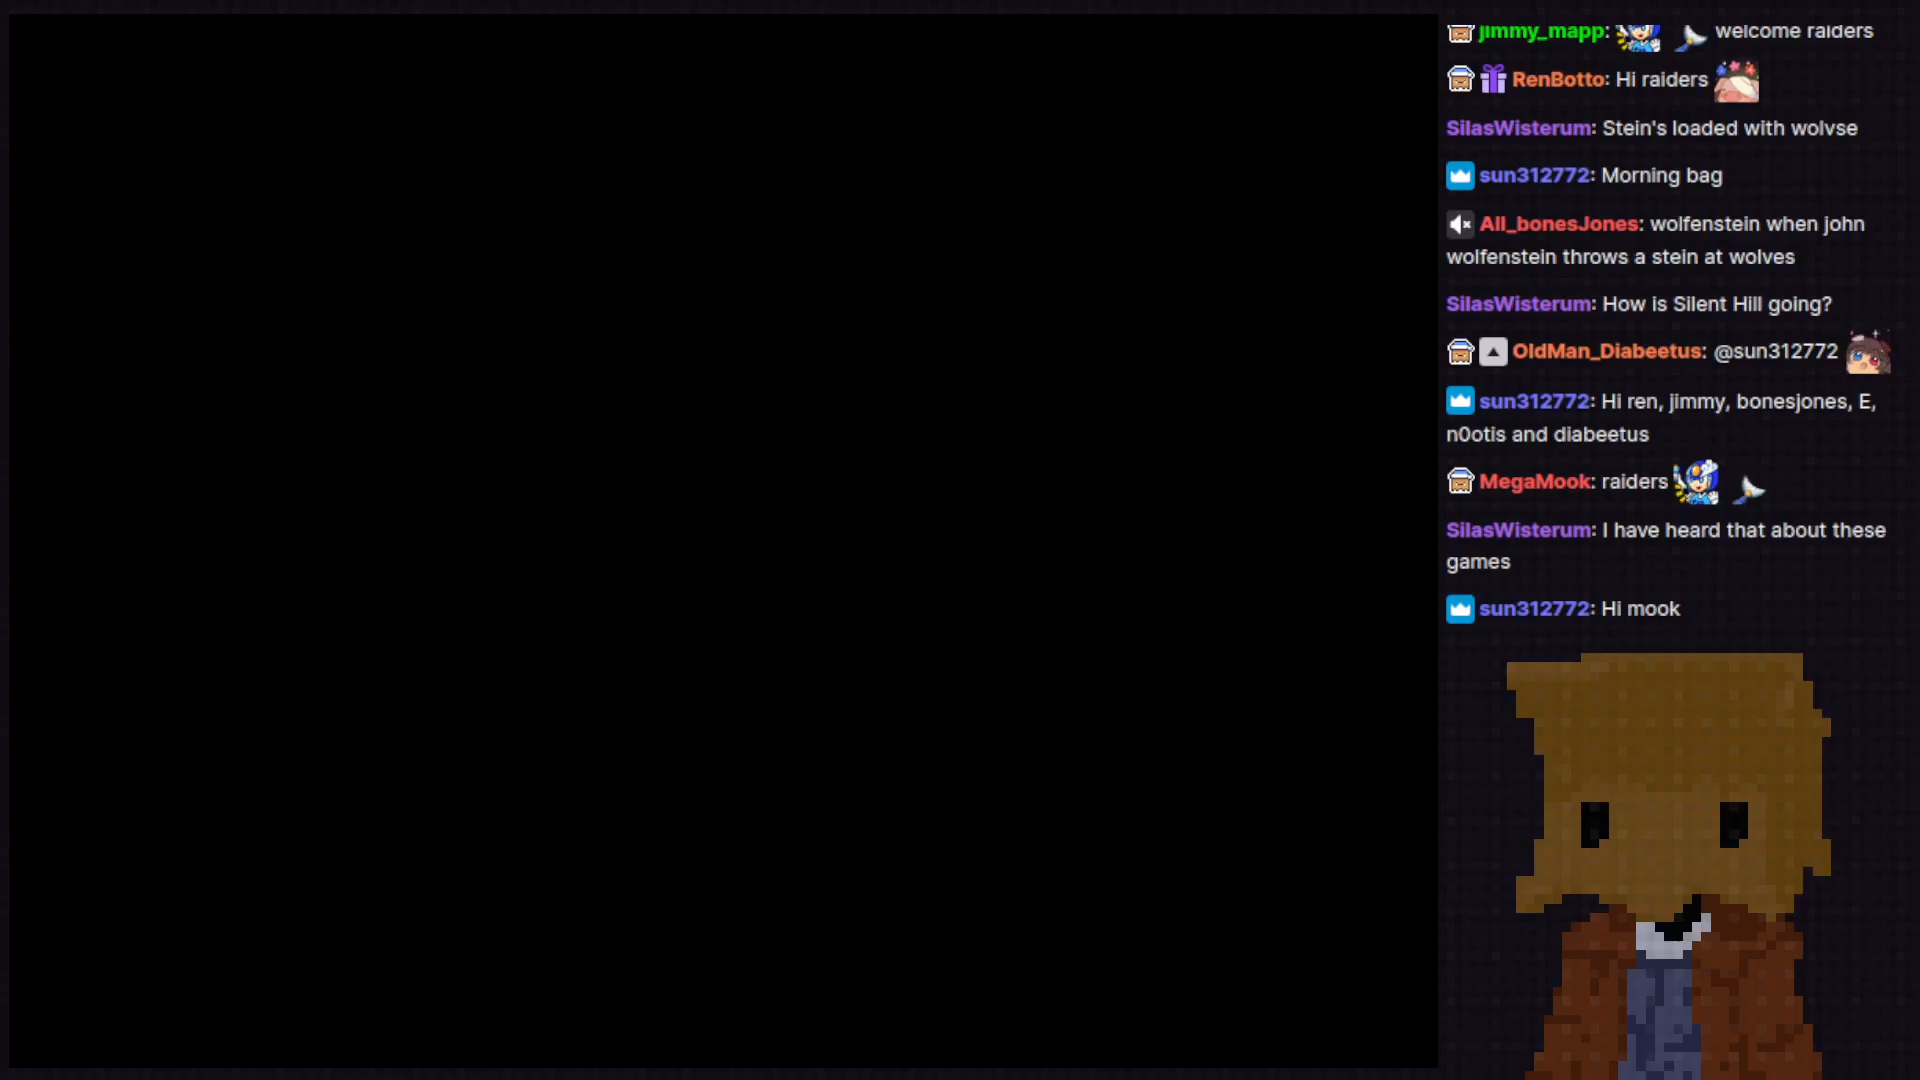 jimmy_mapp: welcome raiders
RenBotto: Hi raiders
SilasWisterum: Stein's loaded with wolvse
sun312772: Morning bag
All_bonesJones: wolfenstein when john
wolfenstein throws a stein at wolves
SilasWisterum: How is Silent Hill going?
OldMan_Diabeetus: @sun312772
sun312772: Hi ren, jimmy, bonesjones, E,
n0otis and diabeetus
MegaMook: raiders
SilasWisterum: I have heard that about these
games
sun312772: Hi mook